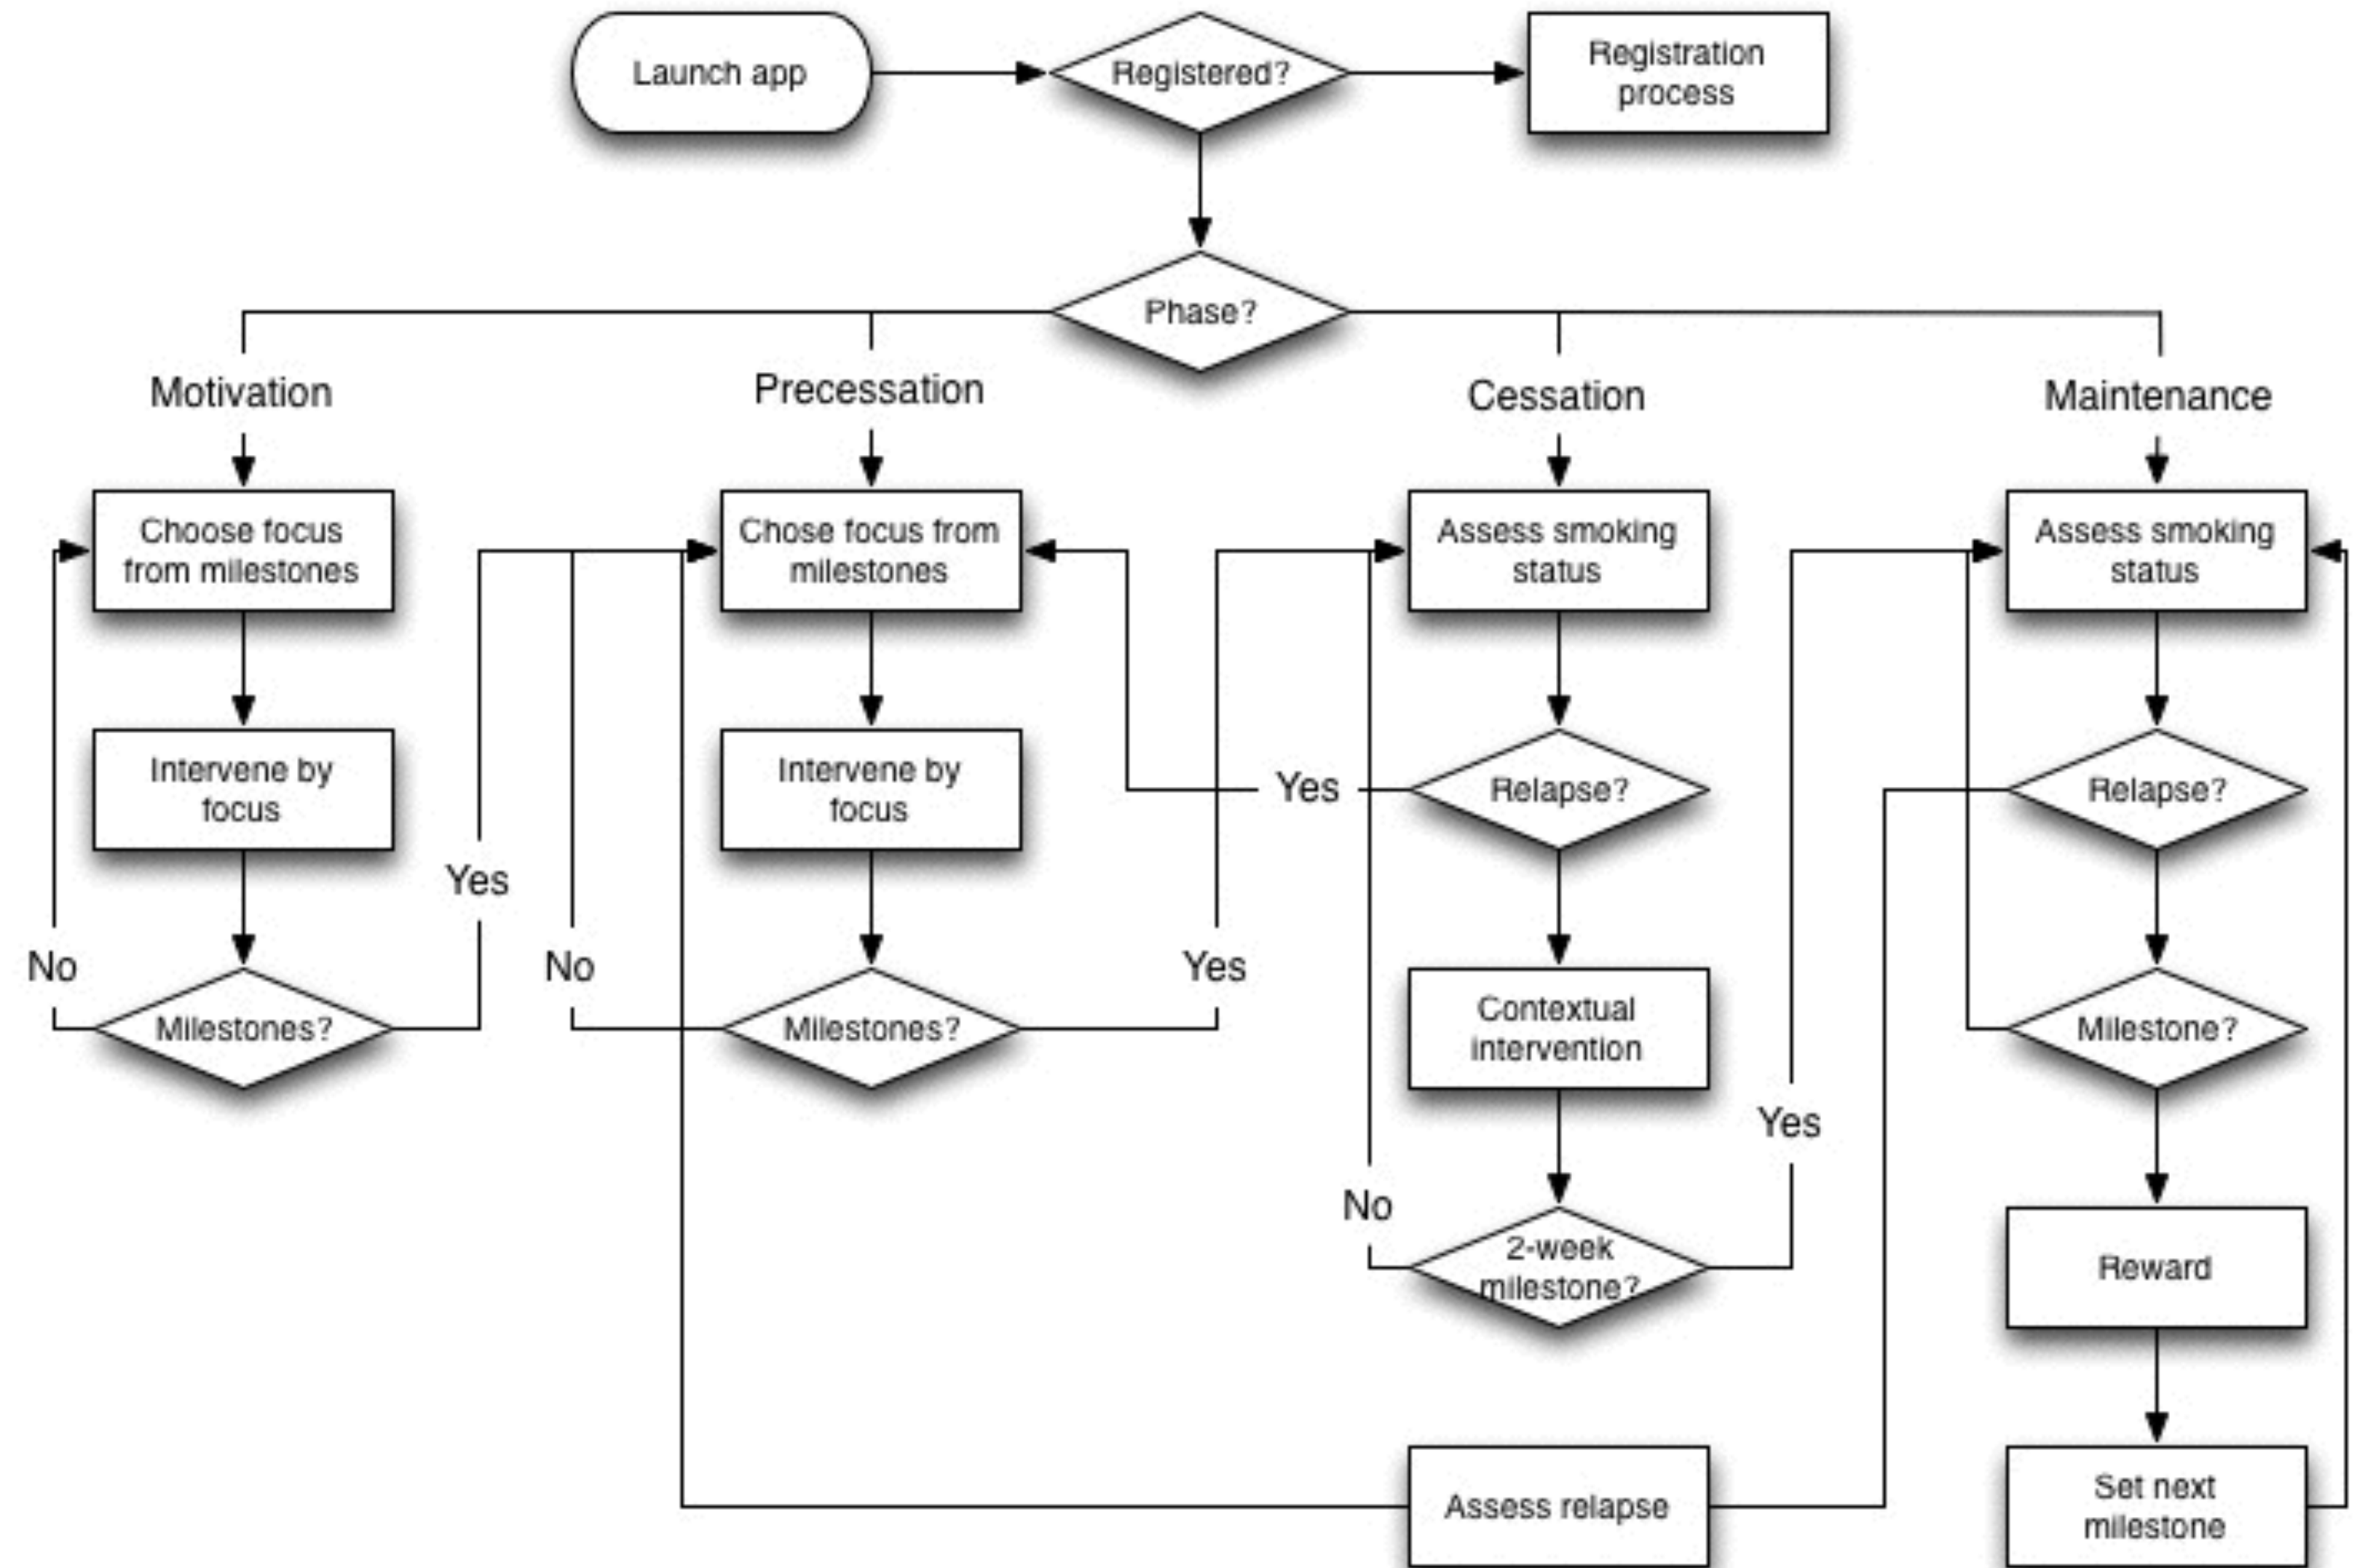 Launch app
Registered?
Registration
process
Phase?
Motivation
Precessation
Cessation
Maintenance
Choose focus
from milestones
Chose focus from
milestones
Assess smoking
status
Assess smoking
status
Intervene by
focus
Intervene by
focus
Yes
Relapse?
Relapse?
Yes
No
No
Yes
Milestones?
Milestones?
Contextual
intervention
Milestone?
Yes
No
2-week
milestone?
Reward
Assess relapse
Set next
milestone